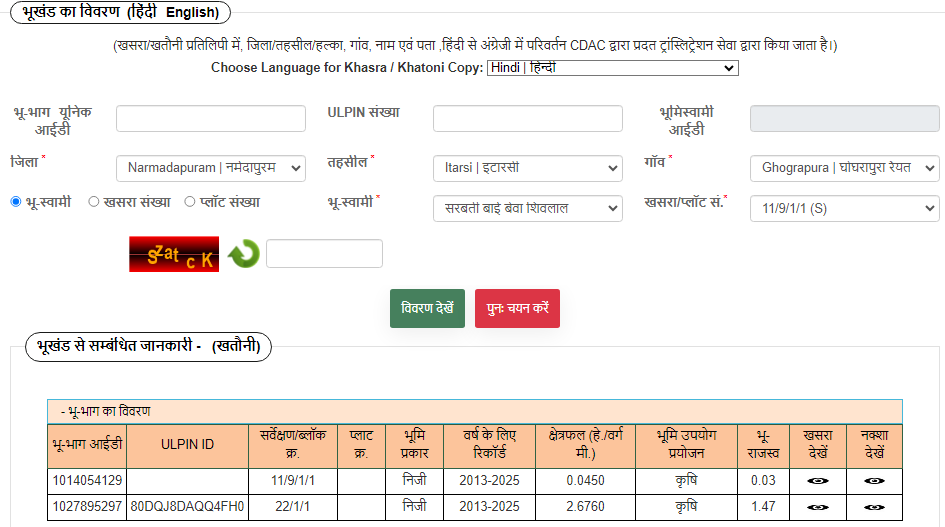 भूखंड का विवरण (हिंदी English)
(खसरा/खतौनी प्रतिलिपी में, जिला/तहसील/हल्का, गांव, नाम एवं पता ,हिंदी से अंग्रेजी में परिवर्तन CDAC द्वारा प्रदत ट्रांस्लिट्रेशन सेवा द्वारा किया जाता है।)
Choose Language for Khasra / Khatoni Copy: Hindi | हिन्दी
भू-भाग यूनिक आईडी ULPIN संख्या भूमिस्वामी आईडी
जिला * Narmadapuram | नर्मदापुरम तहसील * Itarsi | इटारसी गाँव * Ghograpura | घोघरापुरा रैयत
भू-स्वामी खसरा संख्या प्लॉट संख्या भू-स्वामी * सरबती बाई बेवा शिवलाल खसरा/प्लॉट सं.* 11/9/1/1 (S)
SzatcK
विवरण देखें पुनः चयन करें
भूखंड से सम्बंधित जानकारी - (खतौनी)
- भू-भाग का विवरण
भू-भाग आईडी ULPIN ID सर्वेक्षण/ब्लॉक क्र. प्लाट क्र. भूमि प्रकार वर्ष के लिए रिकॉर्ड क्षेत्रफल (हे./वर्ग मी.) भूमि उपयोग प्रयोजन भू-राजस्व खसरा देखें नक्शा देखें
1014054129 11/9/1/1 निजी 2013-2025 0.0450 कृषि 0.03
1027895297 80DQJ8DAQQ4FH0 22/1/1 निजी 2013-2025 2.6760 कृषि 1.47